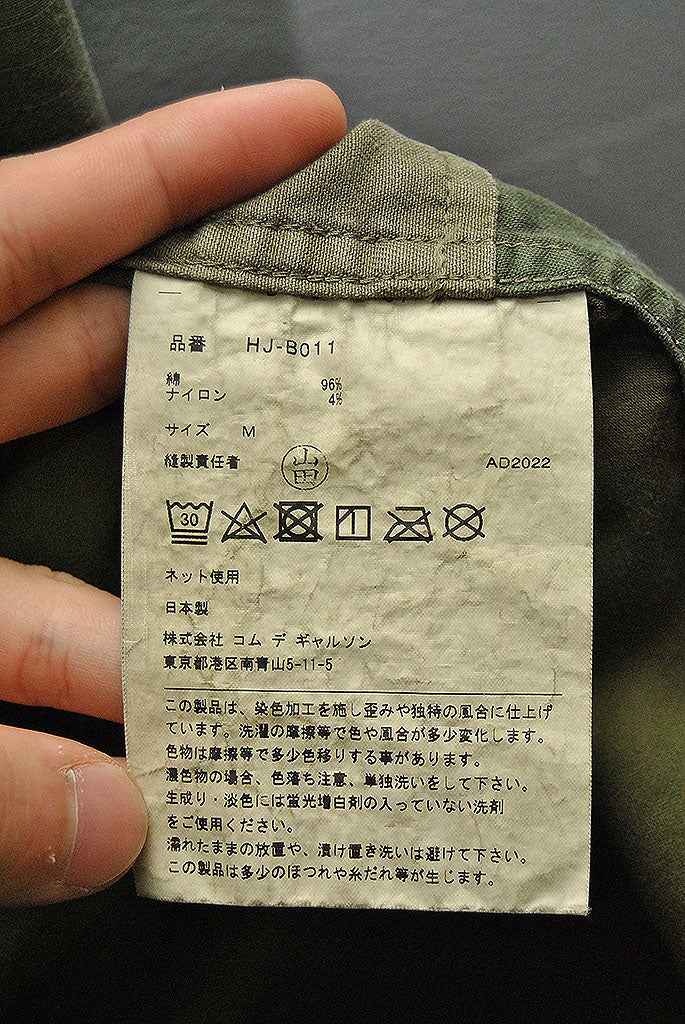 品番 HJ-B011
綿 96%
ナイロン 4%
サイズ M
縫製責任者 山田 AD2022
30
ネット使用
日本製
株式会社 コム デ ギャルソン
東京都港区南青山5-11-5
この製品は、染色加工を施し歪みや独特の風合に仕上げ
ています。洗濯の摩擦等で色や風合が多少変化します。
色物は摩擦等で多少色移りする事があります。
濃色物の場合、色落ち注意、単独洗いをして下さい。
生成り・淡色には蛍光増白剤の入っていない洗剤
をご使用ください。
濡れたままの放置や、漬け置き洗いは避けて下さい。
この製品は多少のほつれや糸だれ等が生じます。